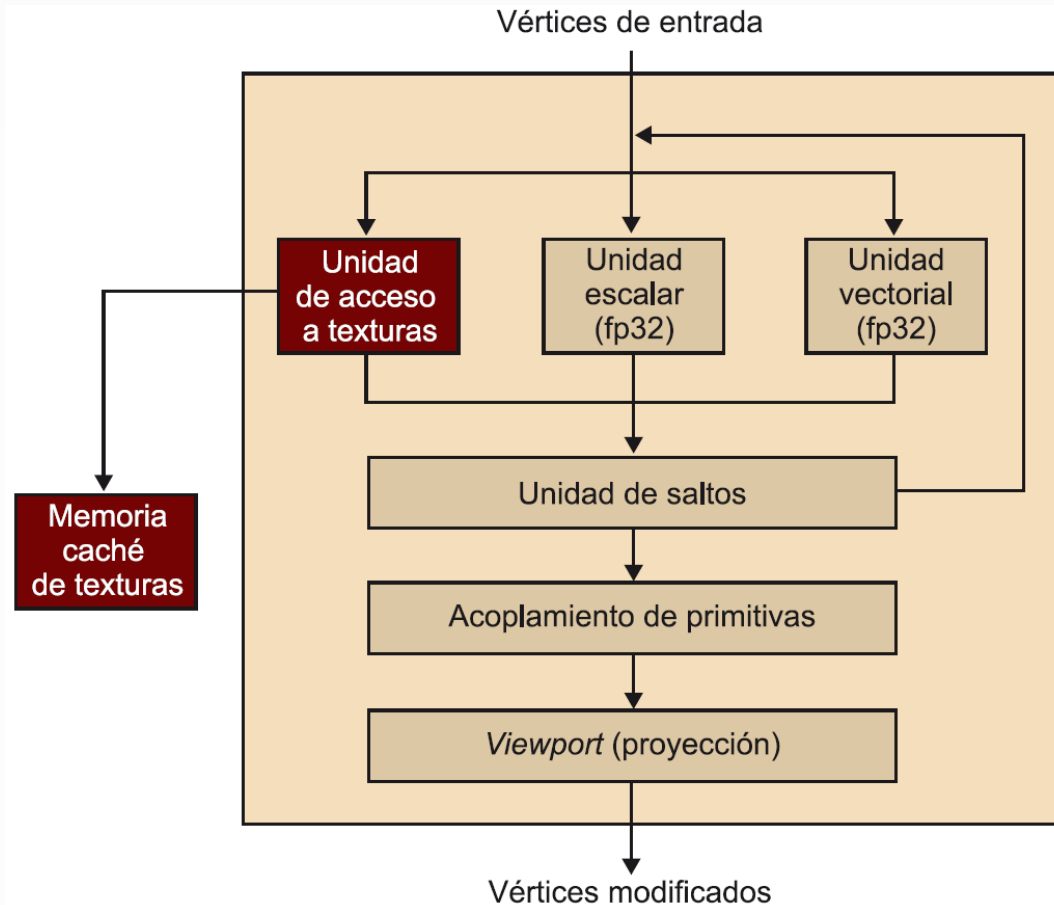 Vértices de entrada
Unidad
de acceso
a texturas
Unidad
escalar
(fp32)
Unidad
vectorial
(fp32)
Unidad de saltos
Memoria
caché
de texturas
Acoplamiento de primitivas
Viewport (proyección)
Vértices modificados